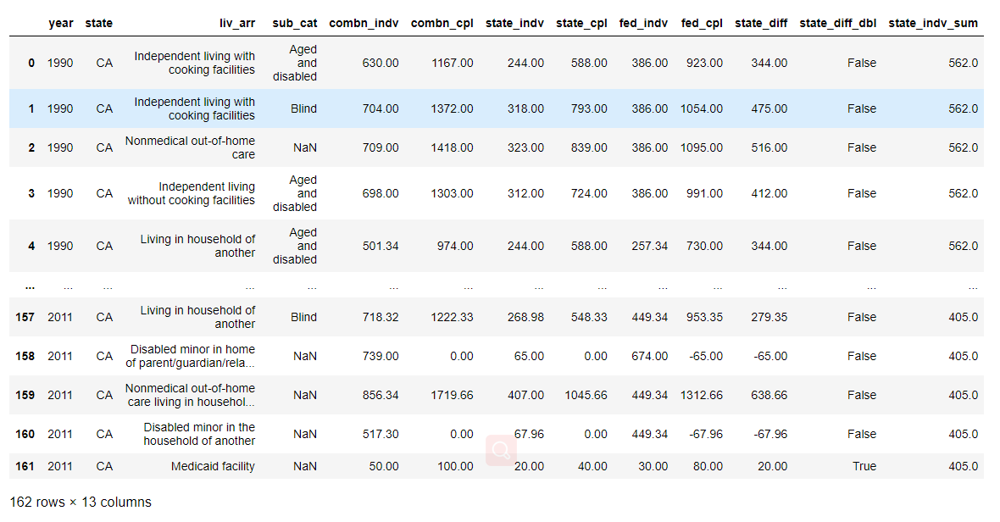 year state liv_arr sub_cat combn_indv combn_cpl state_indv state_cpl fed_indv fed_cpl state_diff state_diff_dbl state_indv_sum
0 1990 CA Independent living with cooking facilities Aged and disabled 630.00 1167.00 244.00 588.00 386.00 923.00 344.00 False 562.0
1 1990 CA Independent living with cooking facilities Blind 704.00 1372.00 318.00 793.00 386.00 1054.00 475.00 False 562.0
2 1990 CA Nonmedical out-of-home care NaN 709.00 1418.00 323.00 839.00 386.00 1095.00 516.00 False 562.0
3 1990 CA Independent living without cooking facilities Aged and disabled 698.00 1303.00 312.00 724.00 386.00 991.00 412.00 False 562.0
4 1990 CA Living in household of another Aged and disabled 501.34 974.00 244.00 588.00 257.34 730.00 344.00 False 562.0
... ... ... ... ... ... ... ... ... ... ... ... ... ...
157 2011 CA Living in household of another Blind 718.32 1222.33 268.98 548.33 449.34 953.35 279.35 False 405.0
158 2011 CA Disabled minor in home of parent/guardian/rela... NaN 739.00 0.00 65.00 0.00 674.00 -65.00 -65.00 False 405.0
159 2011 CA Nonmedical out-of-home care living in househol... NaN 856.34 1719.66 407.00 1045.66 449.34 1312.66 638.66 False 405.0
160 2011 CA Disabled minor in the household of another NaN 517.30 0.00 67.96 0.00 449.34 -67.96 -67.96 False 405.0
161 2011 CA Medicaid facility NaN 50.00 100.00 20.00 40.00 30.00 80.00 20.00 True 405.0
162 rows × 13 columns